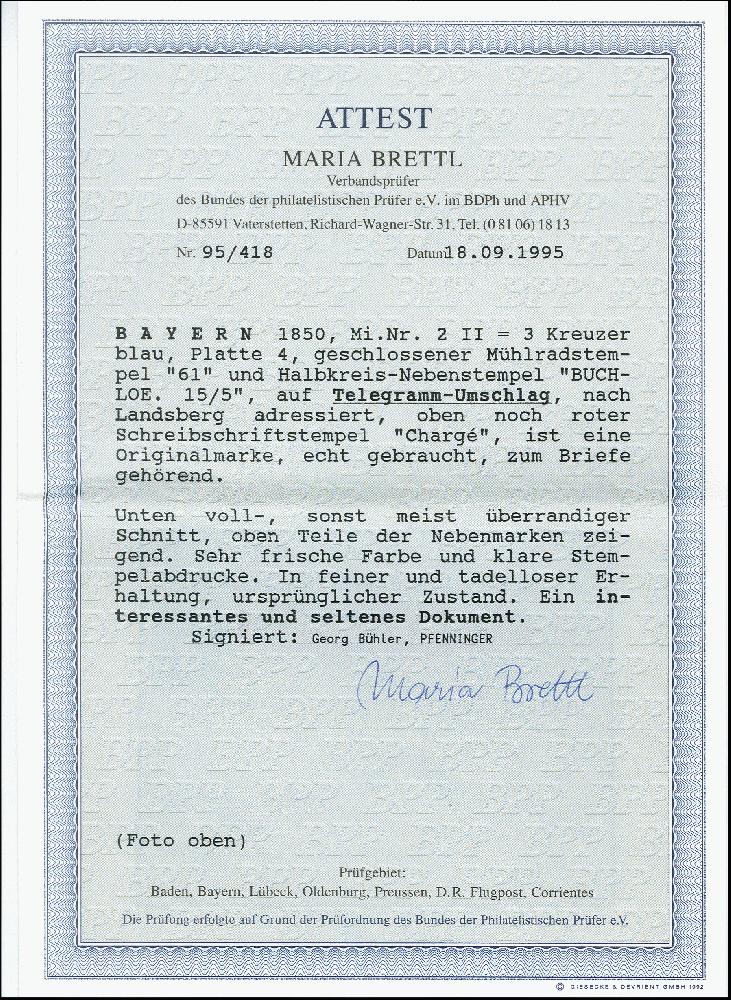 ATTEST
MARIA BRETTL
Verbandsprüfer
des Bundes der philatelistischen Prüfer e.V. im BDPh und APHV
D-85591 Vaterstetten, Richard-Wagner-Str. 31, Tel. (0 81 06) 18 13
Nr. 95/418 Datum 18.09.1995
B A Y E R N 1850, Mi.Nr. 2 II = 3 Kreuzer
blau, Platte 4, geschlossener Mühlradstem-
pel "61" und Halbkreis-Nebenstempel "BUCH-
LOE. 15/5", auf Telegramm-Umschlag, nach
Landsberg adressiert, oben noch roter
Schreibschriftstempel "Chargé", ist eine
Originalmarke, echt gebraucht, zum Briefe
gehörend.
Unten voll-, sonst meist überrandiger
Schnitt, oben Teile der Nebenmarken zei-
gend. Sehr frische Farbe und klare Stem-
pelabdrucke. In feiner und tadelloser Er-
haltung, ursprünglicher Zustand. Ein in-
teressantes und seltenes Dokument.
Signiert: Georg Bühler, PFENNINGER
Maria Brettl
(Foto oben)
Prüfgebiet:
Baden, Bayern, Lübeck, Oldenburg, Preussen, D.R. Flugpost, Corrientes
Die Prüfung erfolgte auf Grund der Prüfordnung des Bundes der Philatelistischen Prüfer e.V.
© GIESECKE & DEVRIENT GMBH 1992